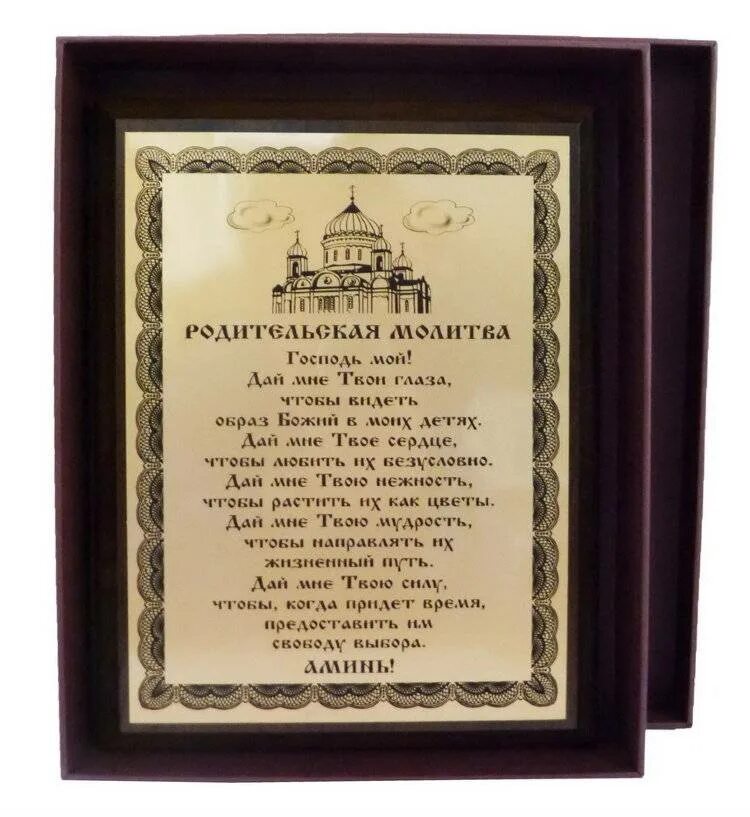 РОДИТЕЛЬСКАЯ МОЛИТВА
Господь мой!
Дай мне Твои глаза,
чтобы видеть
образ Божий в моих детях.
Дай мне Твое сердце,
чтобы любить их безусловно.
Дай мне Твою нежность,
чтобы растить их как цветы.
Дай мне Твою мудрость,
чтобы направлять их
жизненный путь.
Дай мне Твою силу,
чтобы, когда придет время,
предоставить им
свободу выбора.
АМИНЬ!